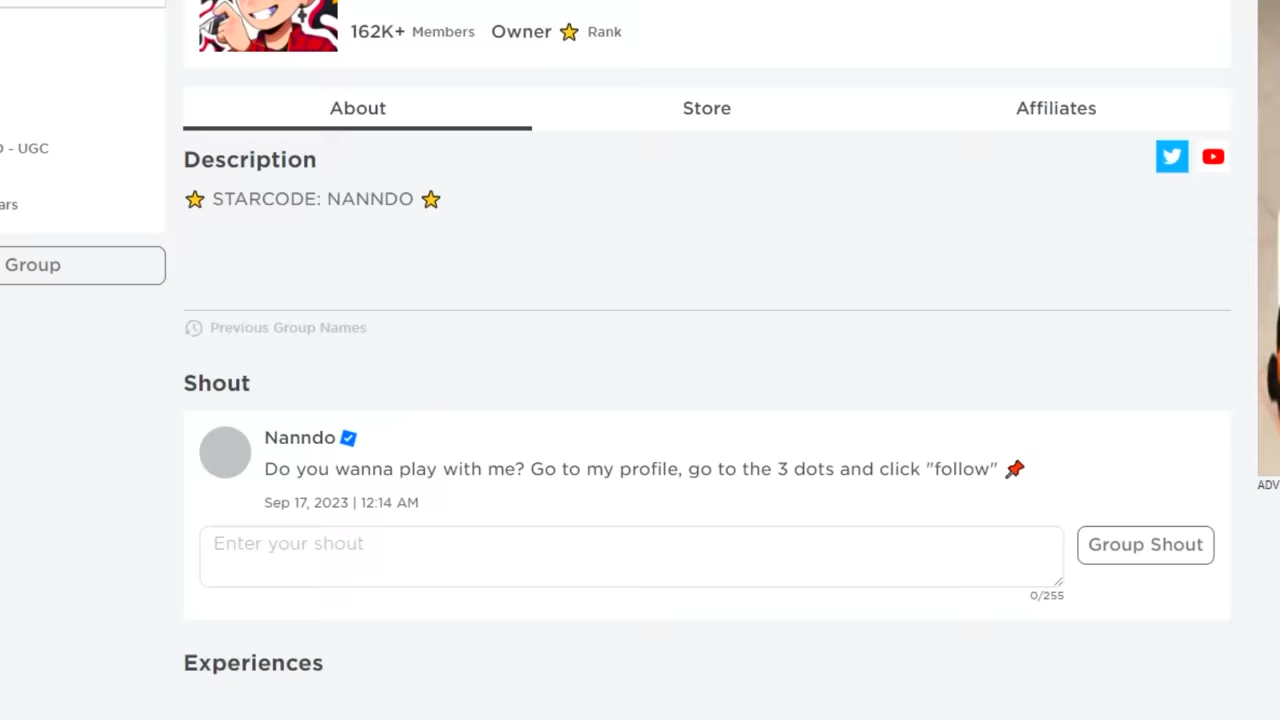 162K+ Members Owner ⭐ Rank
About Store Affiliates
- UGC
Description
⭐ STARCODE: NANNDO ⭐
ars
Group
Previous Group Names
Shout
Nanndo
Do you wanna play with me? Go to my profile, go to the 3 dots and click "follow" 📌
Sep 17, 2023 | 12:14 AM
ADV
Enter your shout
Group Shout
0/255
Experiences